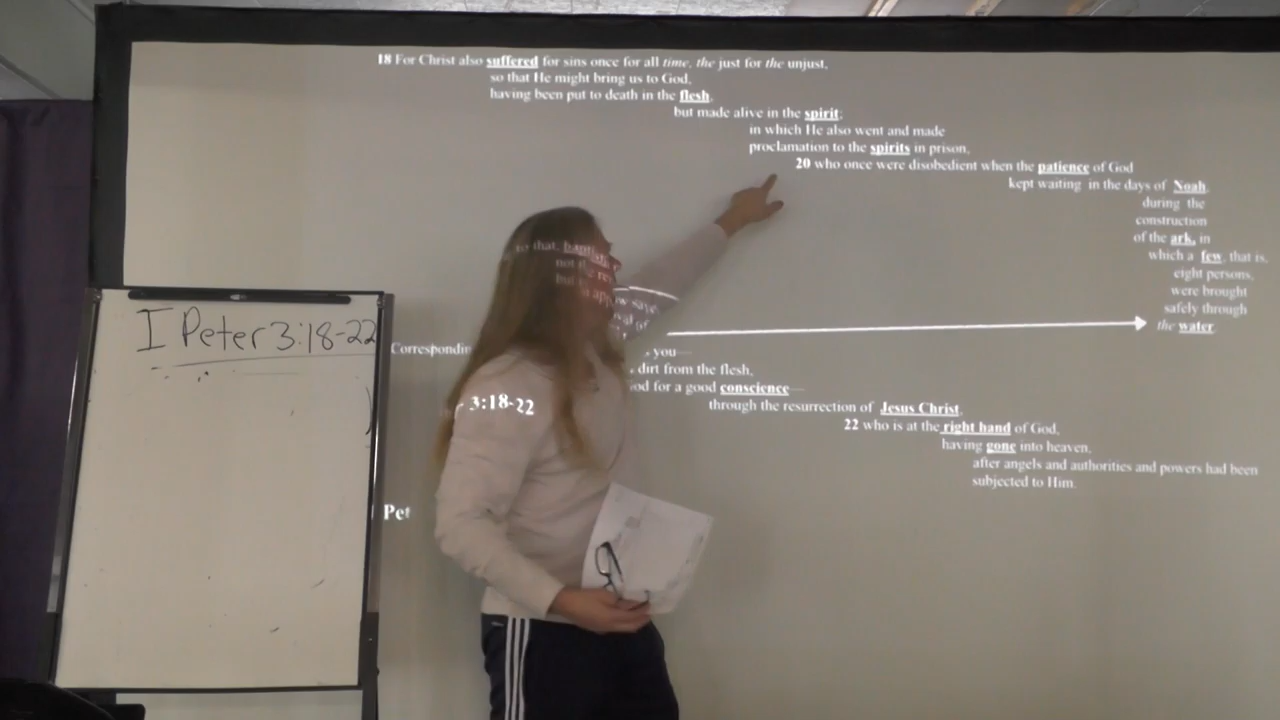 18 For Christ also suffered for sins once for all time, the just for the unjust,
so that He might bring us to God,
having been put to death in the flesh,
but made alive in the spirit;
in which He also went and made
proclamation to the spirits in prison,
20 who once were disobedient when the patience of God
kept waiting in the days of Noah,
during the
construction
of the ark, in
which a few, that is,
eight persons,
were brought
safely through
the water.
to that,
not
but
save
I Peter 3:18-22
Correspondin
you—
dirt from the flesh,
God for a good conscience—
through the resurrection of Jesus Christ,
3:18-22
22 who is at the right hand of God,
having gone into heaven,
after angels and authorities and powers had been
subjected to Him.
Pet